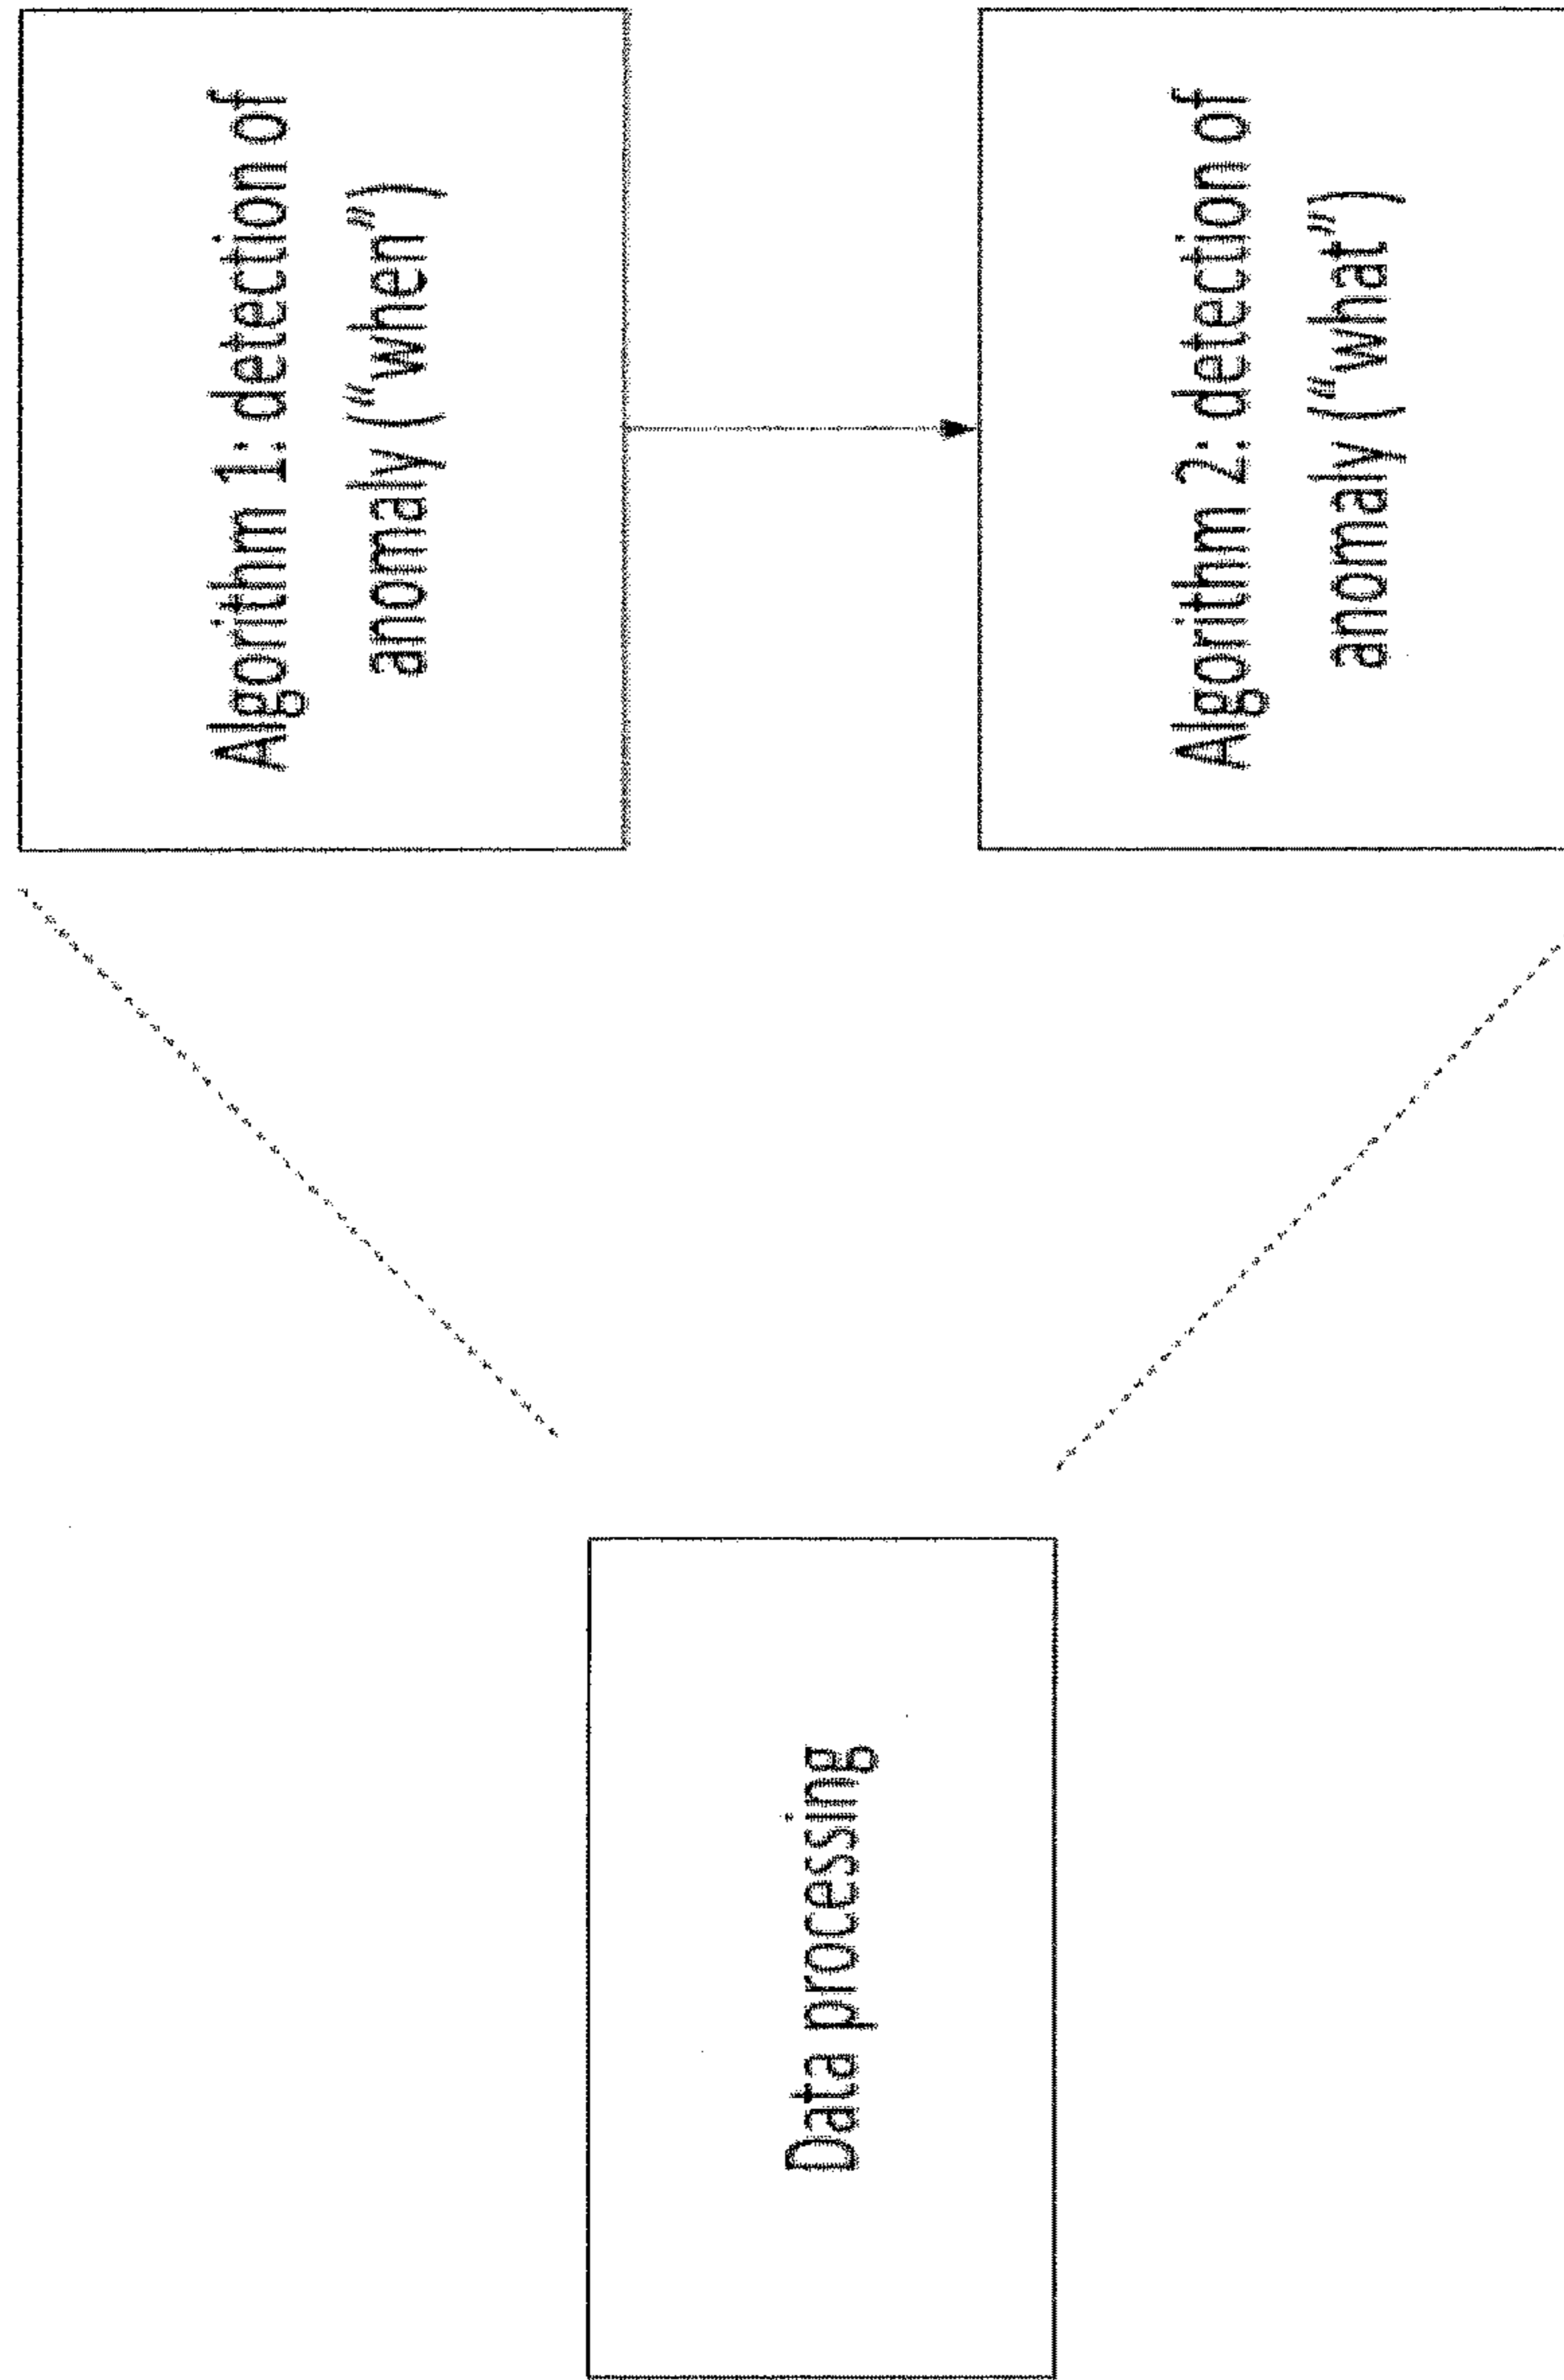 Data processing
Algorithm 1: detection of
anomaly (“when”)
Algorithm 2: detection of
anomaly (“what”)